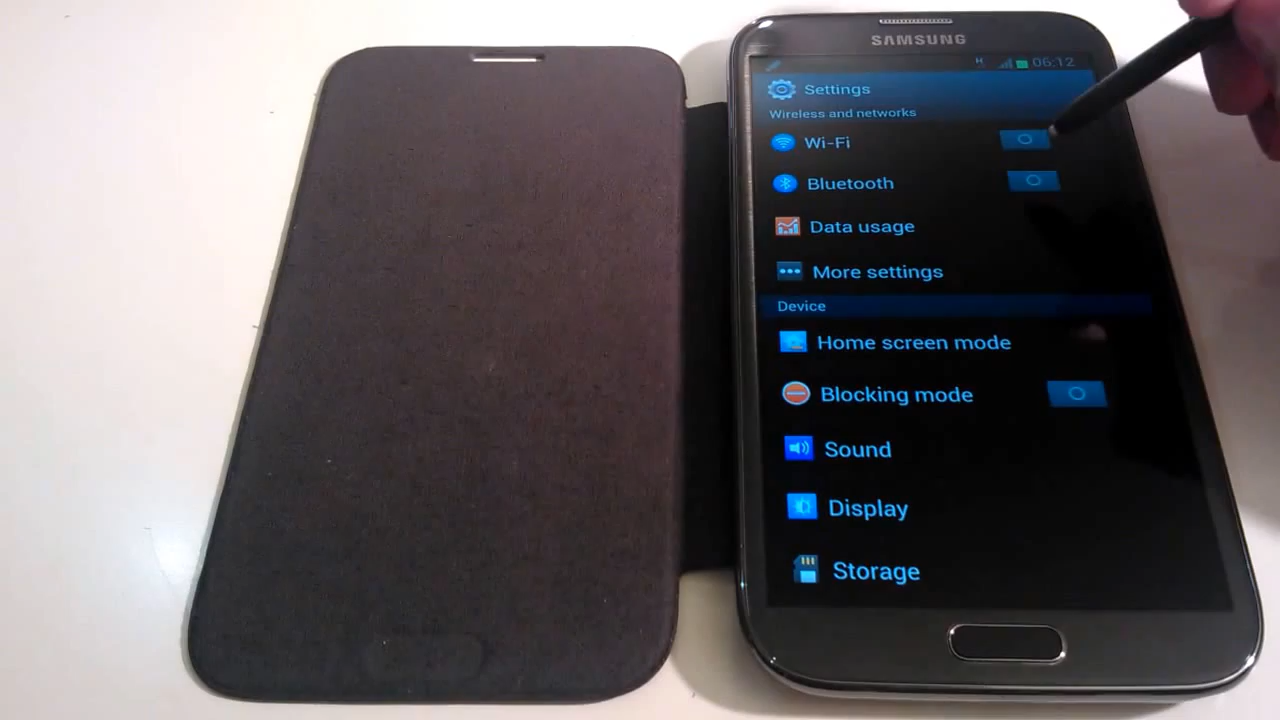 SAMSUNG
H 06:12
Settings
Wireless and networks
Wi-Fi
Bluetooth
Data usage
More settings
Device
Home screen mode
Blocking mode
Sound
Display
Storage